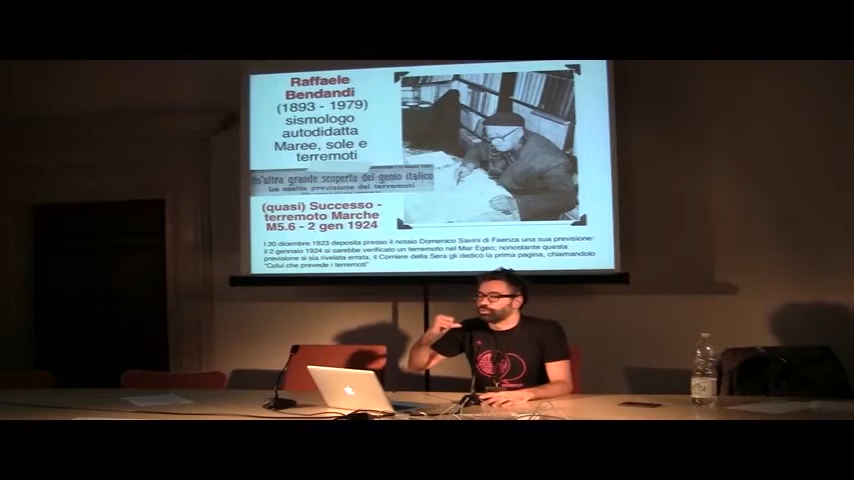 Raffaele
Bendandi
(1893 - 1979)
sismologo
autodidatta
Maree, sole e
terremoti
Un'altra grande scoperta del genio italico
La esatta previsione dei terremoti
(quasi) Successo -
terremoto Marche
M5.6 - 2 gen 1924
l 20 dicembre 1923 deposita presso il notaio Domenico Savini di Faenza una sua previsione:
il 2 gennaio 1924 si sarebbe verificato un terremoto nel Mar Egeo; nonostante questa
previsione si sia rivelata errata, il Corriere della Sera gli dedicò la prima pagina, chiamandolo
"Colui che prevede i terremoti"